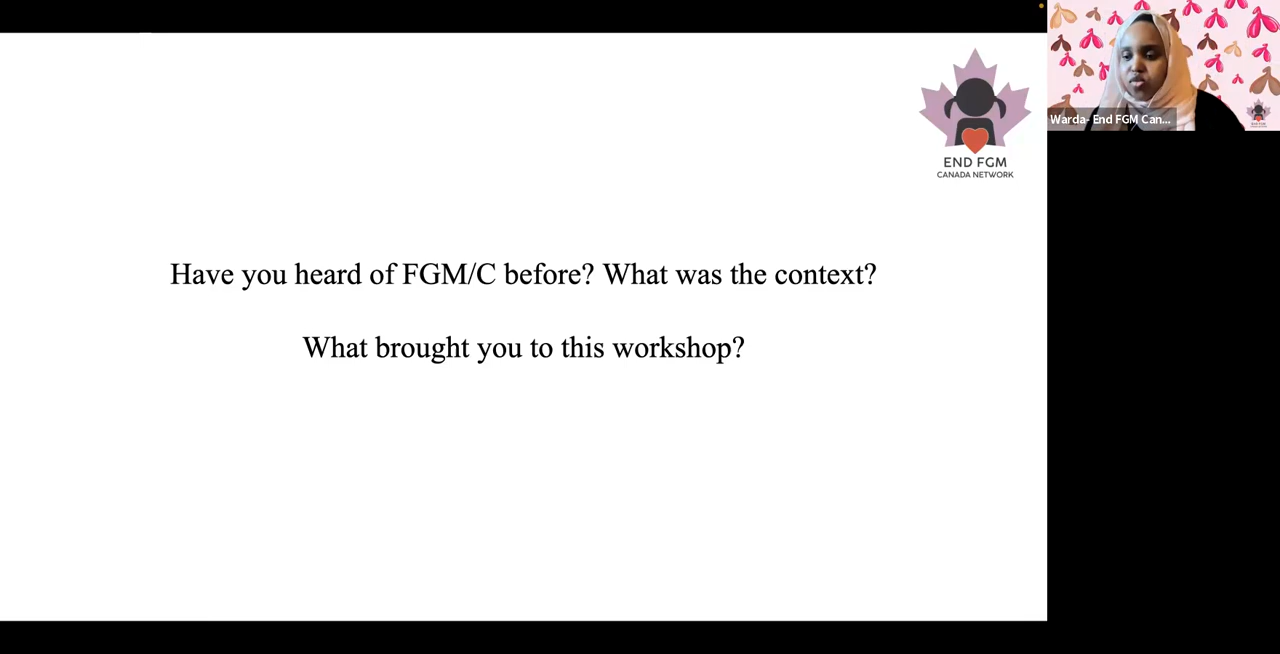 END FGM
CANADA NETWORK
Warda- End FGM Can...
Have you heard of FGM/C before? What was the context?
What brought you to this workshop?